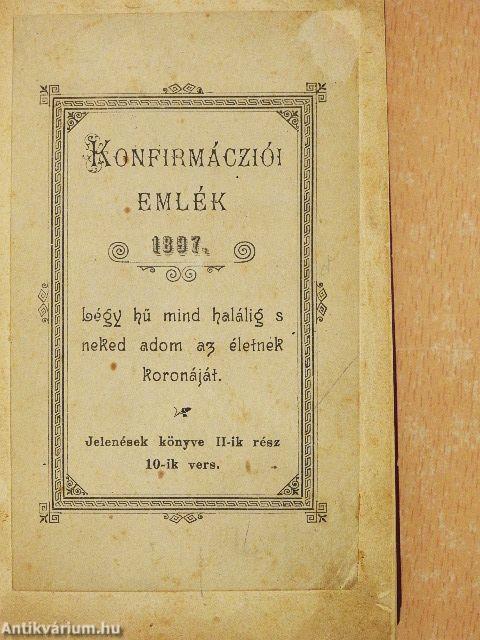 KONFIRMÁCZIÓI
EMLÉK
1897.
Légy hű mind halálig s
neked adom az életnek
koronáját.
Jelenések könyve II-ik rész
10-ik vers.
Antikvárium.hu